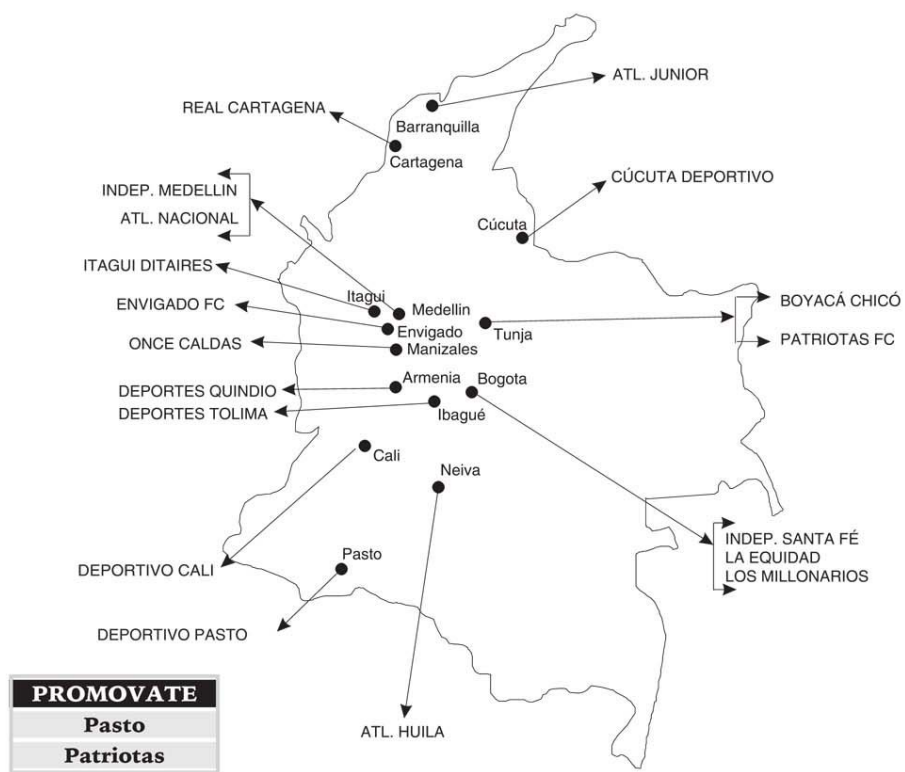 ATL. JUNIOR
REAL CARTAGENA
Barranquilla
Cartagena
CÚCUTA DEPORTIVO
INDEP. MEDELLIN
ATL. NACIONAL
Cúcuta
ITAGUI DITAIRES
Itagui
Medellin
BOYACÁ CHICÓ
ENVIGADO FC
Envigado
Tunja
PATRIOTAS FC
ONCE CALDAS
Manizales
DEPORTES QUINDIO
Armenia
Bogota
DEPORTES TOLIMA
Ibagué
Cali
Neiva
INDEP. SANTA FÉ
LA EQUIDAD
LOS MILLONARIOS
Pasto
DEPORTIVO CALI
DEPORTIVO PASTO
ATL. HUILA
PROMOVATE
Pasto
Patriotas